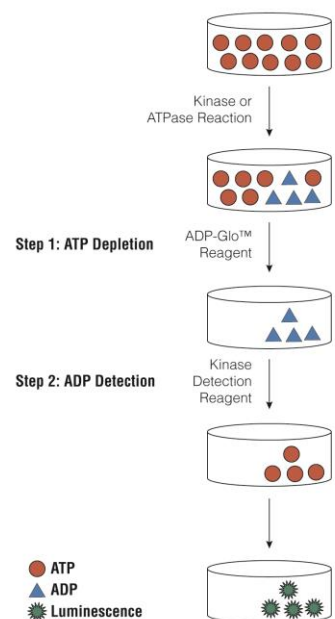 Kinase or
ATPase Reaction
Step 1: ATP Depletion
ADP-Glo™
Reagent
Step 2: ADP Detection
Kinase
Detection
Reagent
ATP
ADP
Luminescence